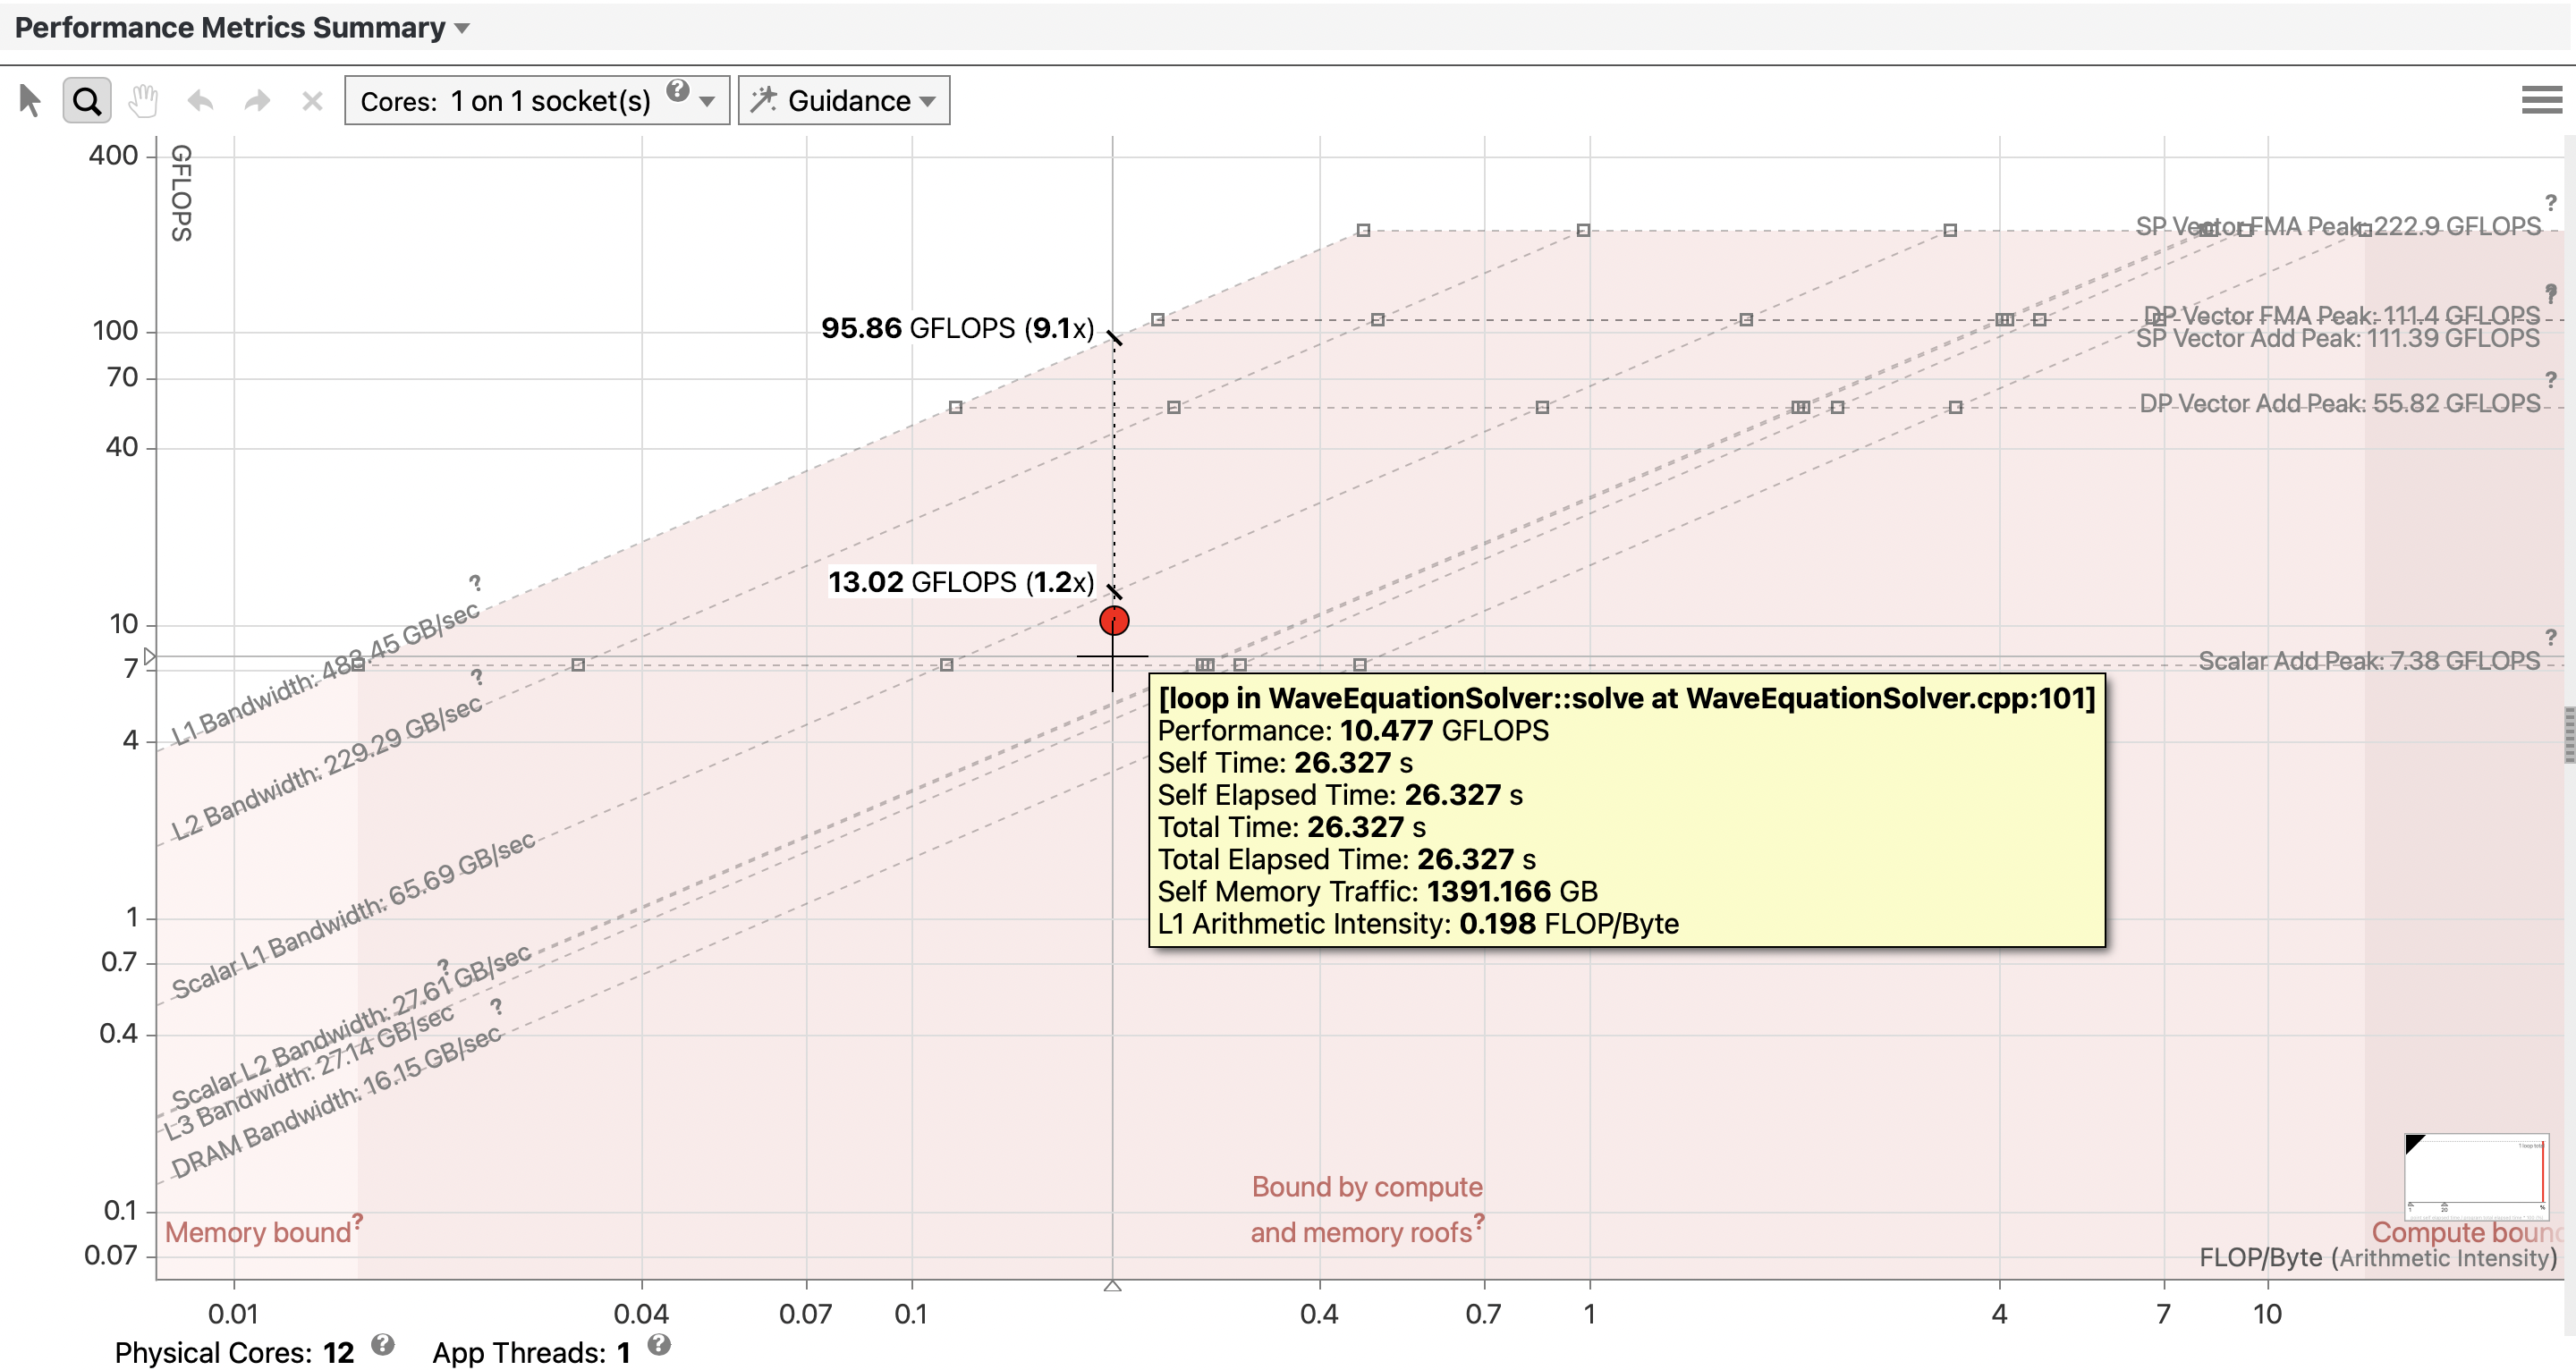 Performance Metrics Summary
Cores: 1 on 1 socket(s) ?
Guidance
GFLOPS
400
100
70
40
10
7
4
1
0.7
0.4
0.1
0.07
SP Vector FMA Peak: 222.9 GFLOPS ?
DP Vector FMA Peak: 111.4 GFLOPS ?
SP Vector Add Peak: 111.39 GFLOPS
DP Vector Add Peak: 55.82 GFLOPS ?
Scalar Add Peak: 7.38 GFLOPS ?
95.86 GFLOPS (9.1x)
13.02 GFLOPS (1.2x)
L1 Bandwidth: 483.45 GB/sec ?
L2 Bandwidth: 229.29 GB/sec ?
Scalar L1 Bandwidth: 65.69 GB/sec
Scalar L2 Bandwidth: 27.61 GB/sec
L3 Bandwidth: 27.14 GB/sec ?
DRAM Bandwidth: 16.15 GB/sec ?
[loop in WaveEquationSolver::solve at WaveEquationSolver.cpp:101]
Performance: 10.477 GFLOPS
Self Time: 26.327 s
Self Elapsed Time: 26.327 s
Total Time: 26.327 s
Total Elapsed Time: 26.327 s
Self Memory Traffic: 1391.166 GB
L1 Arithmetic Intensity: 0.198 FLOP/Byte
Memory bound?
Bound by compute
and memory roofs?
Compute bound
FLOP/Byte (Arithmetic Intensity)
0.01
0.04
0.07
0.1
0.4
0.7
1
4
7
10
Physical Cores: 12 ?
App Threads: 1 ?